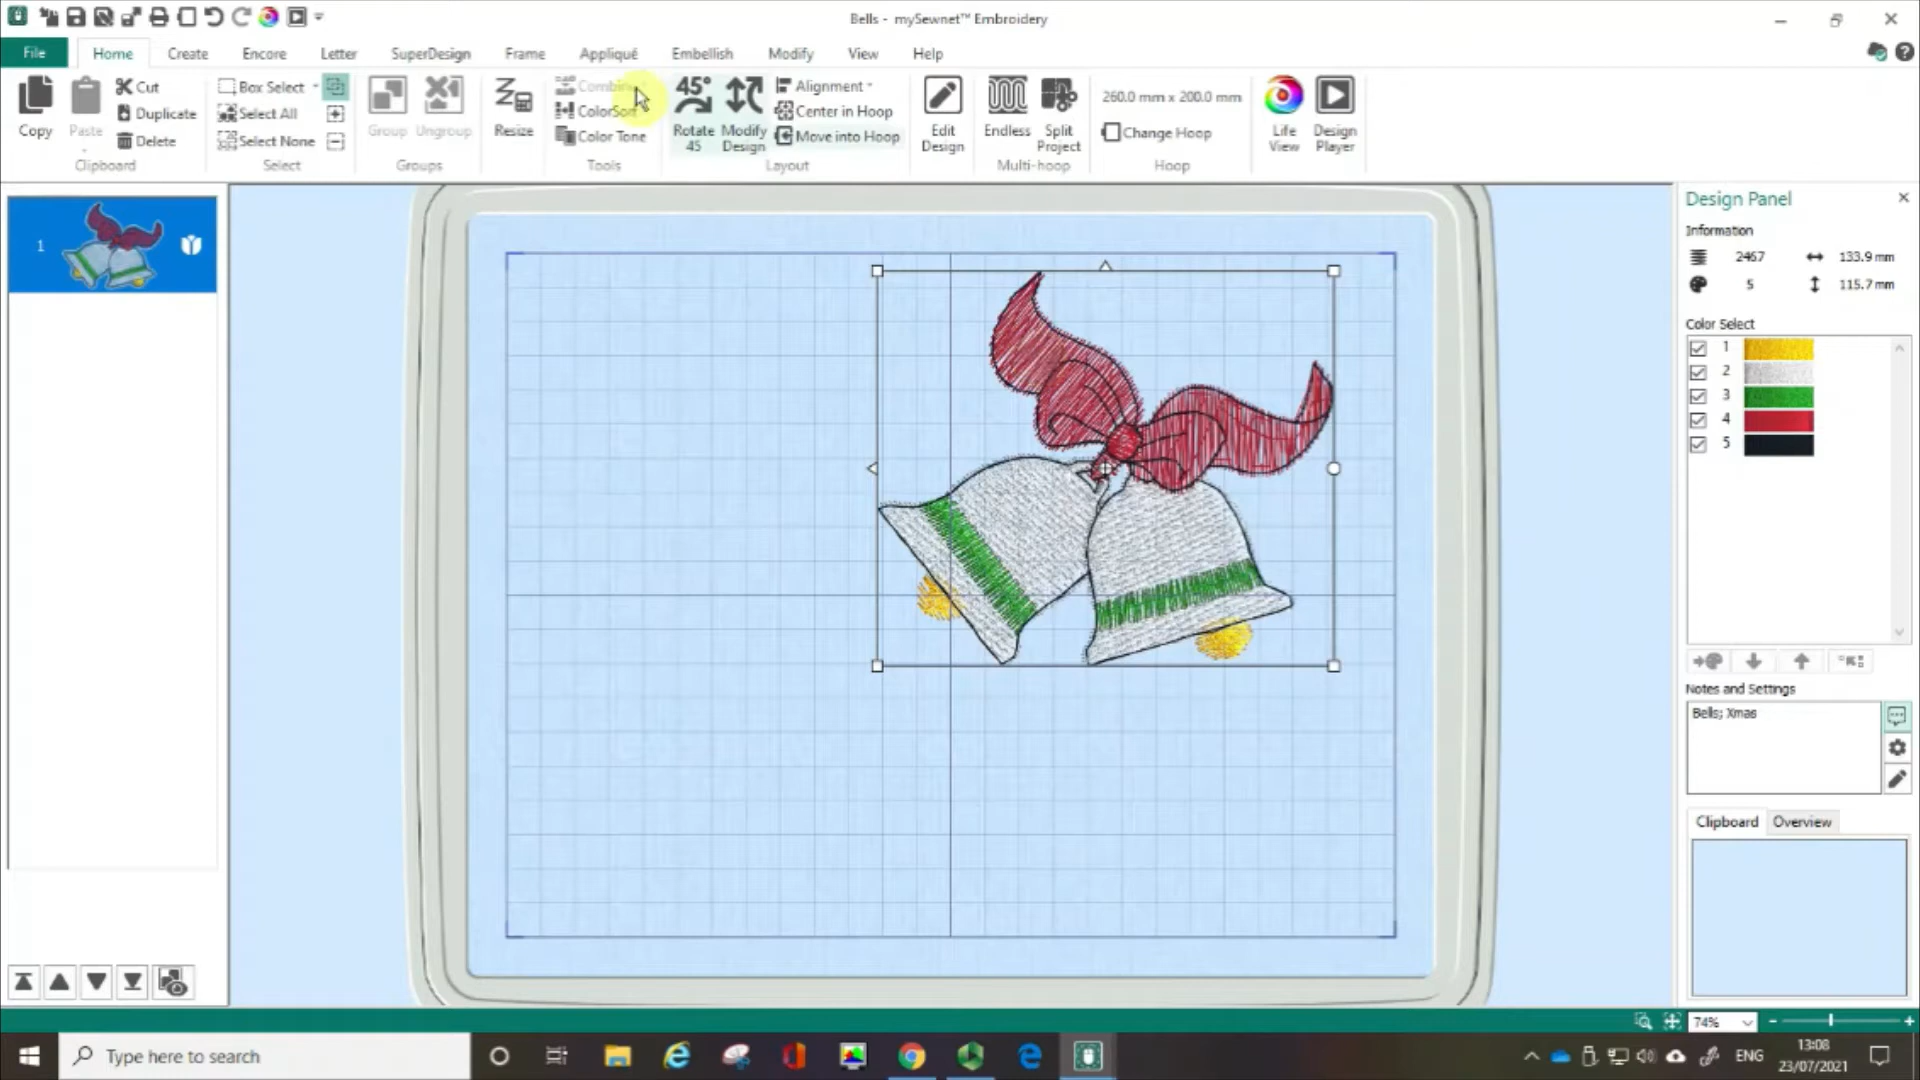 Bells - mySewnet™ Embroidery
File Home Create Encore Letter SuperDesign Frame Appliqué Embellish Modify View Help
Copy
Paste
Cut
Duplicate
Delete
Clipboard
Box Select
Select All
Select None
Select
Group
Ungroup
Groups
Resize
Combine
ColorSort
Color Tone
Tools
45°
Rotate
45
Modify
Design
Alignment
Center in Hoop
Move into Hoop
Layout
Edit
Design
Endless
Split
Project
Multi-hoop
260.0 mm x 200.0 mm
Change Hoop
Hoop
Life
View
Design
Player
1
Design Panel
Information
2467 133.9 mm
5 115.7 mm
Color Select
1
2
3
4
5
Notes and Settings
Bells; Xmas
Clipboard Overview
74%
Type here to search
ENG
13:08
23/07/2021